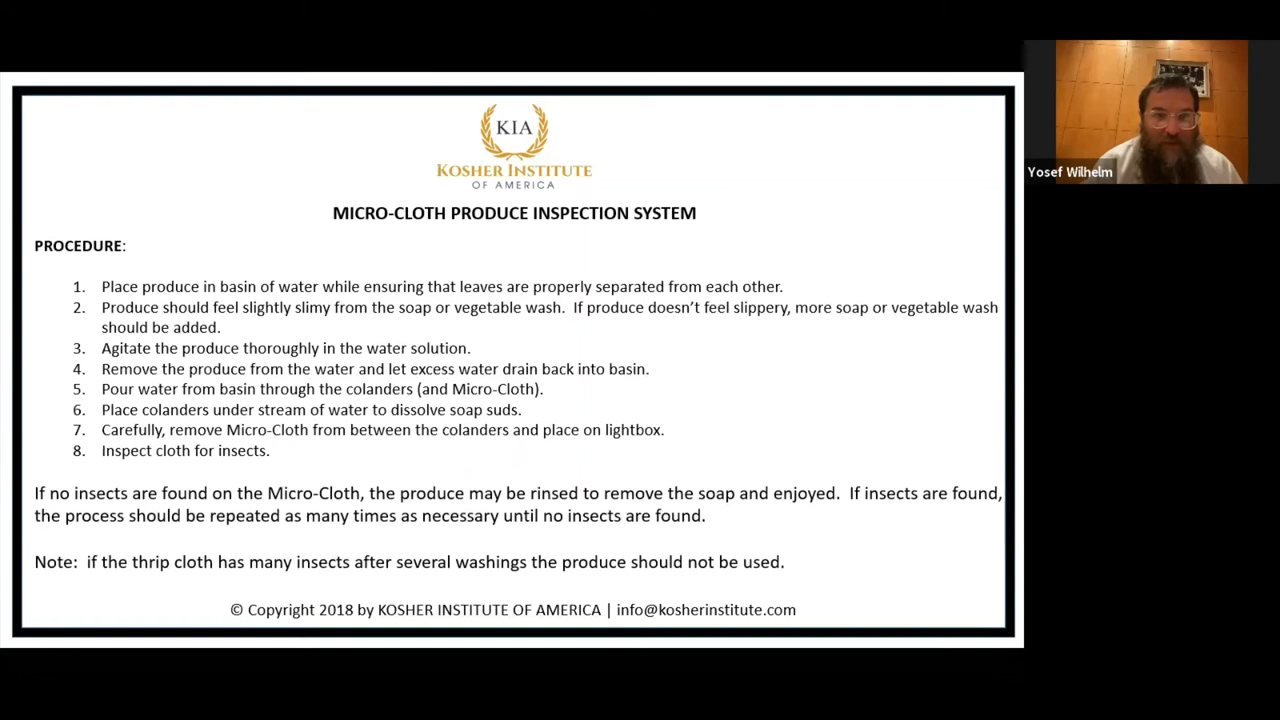 KIA
KOSHER INSTITUTE
OF AMERICA
MICRO-CLOTH PRODUCE INSPECTION SYSTEM
PROCEDURE:
1. Place produce in basin of water while ensuring that leaves are properly separated from each other.
2. Produce should feel slightly slimy from the soap or vegetable wash.  If produce doesn't feel slippery, more soap or vegetable wash
should be added.
3. Agitate the produce thoroughly in the water solution.
4. Remove the produce from the water and let excess water drain back into basin.
5. Pour water from basin through the colanders (and Micro-Cloth).
6. Place colanders under stream of water to dissolve soap suds.
7. Carefully, remove Micro-Cloth from between the colanders and place on lightbox.
8. Inspect cloth for insects.
If no insects are found on the Micro-Cloth, the produce may be rinsed to remove the soap and enjoyed.  If insects are found,
the process should be repeated as many times as necessary until no insects are found.
Note:  if the thrip cloth has many insects after several washings the produce should not be used.
© Copyright 2018 by KOSHER INSTITUTE OF AMERICA | info@kosherinstitute.com
Yosef Wilhelm